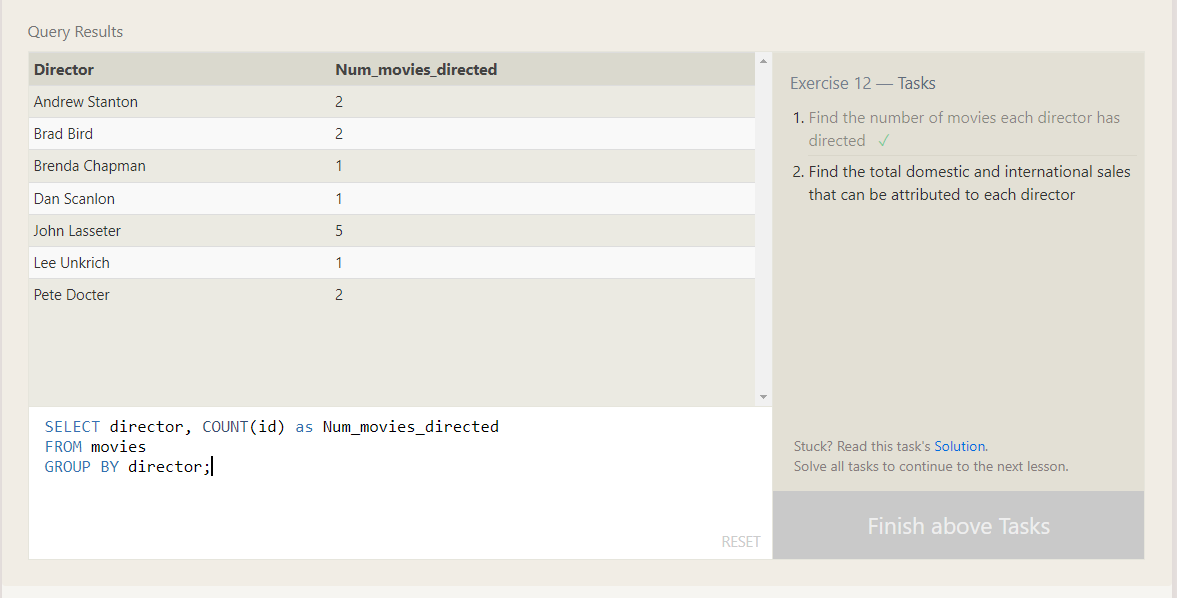 Query Results
Director Num_movies_directed
Andrew Stanton 2
Brad Bird 2
Brenda Chapman 1
Dan Scanlon 1
John Lasseter 5
Lee Unkrich 1
Pete Docter 2
SELECT director, COUNT(id) as Num_movies_directed
FROM movies
GROUP BY director;
RESET
Exercise 12 — Tasks
1. Find the number of movies each director has
directed ✓
2. Find the total domestic and international sales
that can be attributed to each director
Stuck? Read this task's Solution.
Solve all tasks to continue to the next lesson.
Finish above Tasks